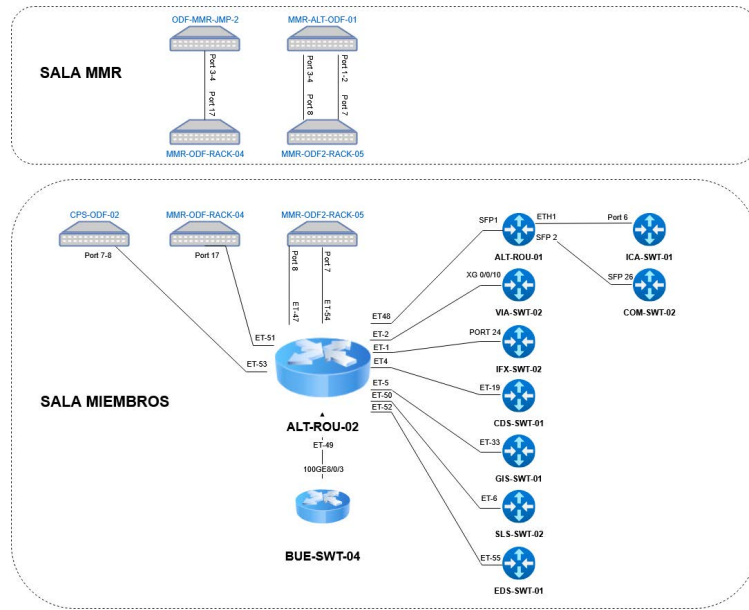 ODF-MMR-JMP-2
MMR-ALT-ODF-01
SALA MMR
Port 3-4
Port 17
Port 3-4
Port 8
Port 1-2
Port 7
MMR-ODF-RACK-04
MMR-ODF2-RACK-05
CPS-ODF-02
MMR-ODF-RACK-04
MMR-ODF2-RACK-05
Port 7-8
Port 17
Port 8
Port 7
ET-47
ET-54
ET-51
ET-53
SFP1
ETH1
Port 6
ALT-ROU-01
SFP 2
ICA-SWT-01
XG 0/0/10
SFP 26
VIA-SWT-02
COM-SWT-02
ET48
ET-2
ET-1
PORT 24
ET4
IFX-SWT-02
ET-5
ET-19
ET-50
CDS-SWT-01
ET-52
SALA MIEMBROS
ALT-ROU-02
ET-49
ET-33
100GE8/0/3
GIS-SWT-01
ET-6
SLS-SWT-02
BUE-SWT-04
ET-55
EDS-SWT-01